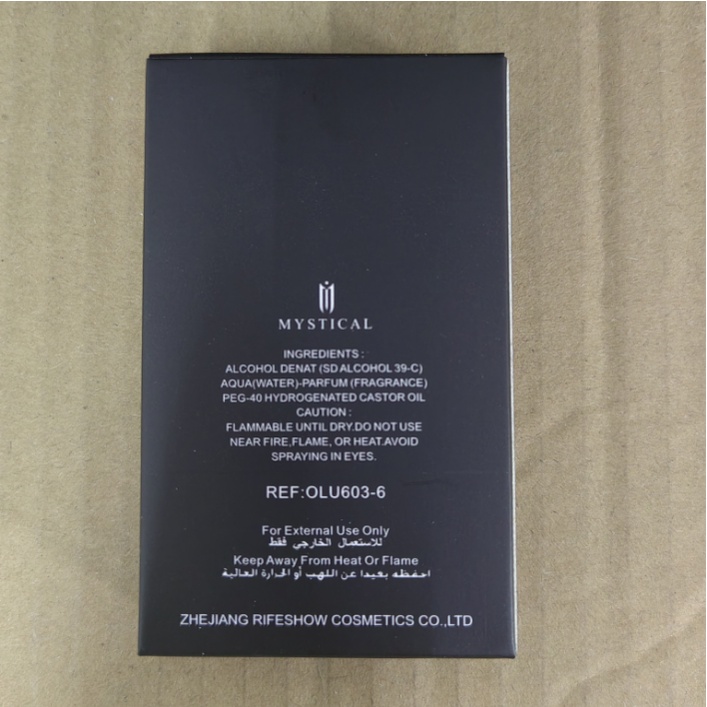 MYSTICAL
INGREDIENTS :
ALCOHOL DENAT (SD ALCOHOL 39-C)
AQUA(WATER)-PARFUM (FRAGRANCE)
PEG-40 HYDROGENATED CASTOR OIL
CAUTION :
FLAMMABLE UNTIL DRY.DO NOT USE
NEAR FIRE,FLAME, OR HEAT.AVOID
SPRAYING IN EYES.
REF:OLU603-6
For External Use Only
للاستعمال الخارجي فقط
Keep Away From Heat Or Flame
احفظه بعيدا عن اللهب أو الحرارة العالية
ZHEJIANG RIFESHOW COSMETICS CO.,LTD